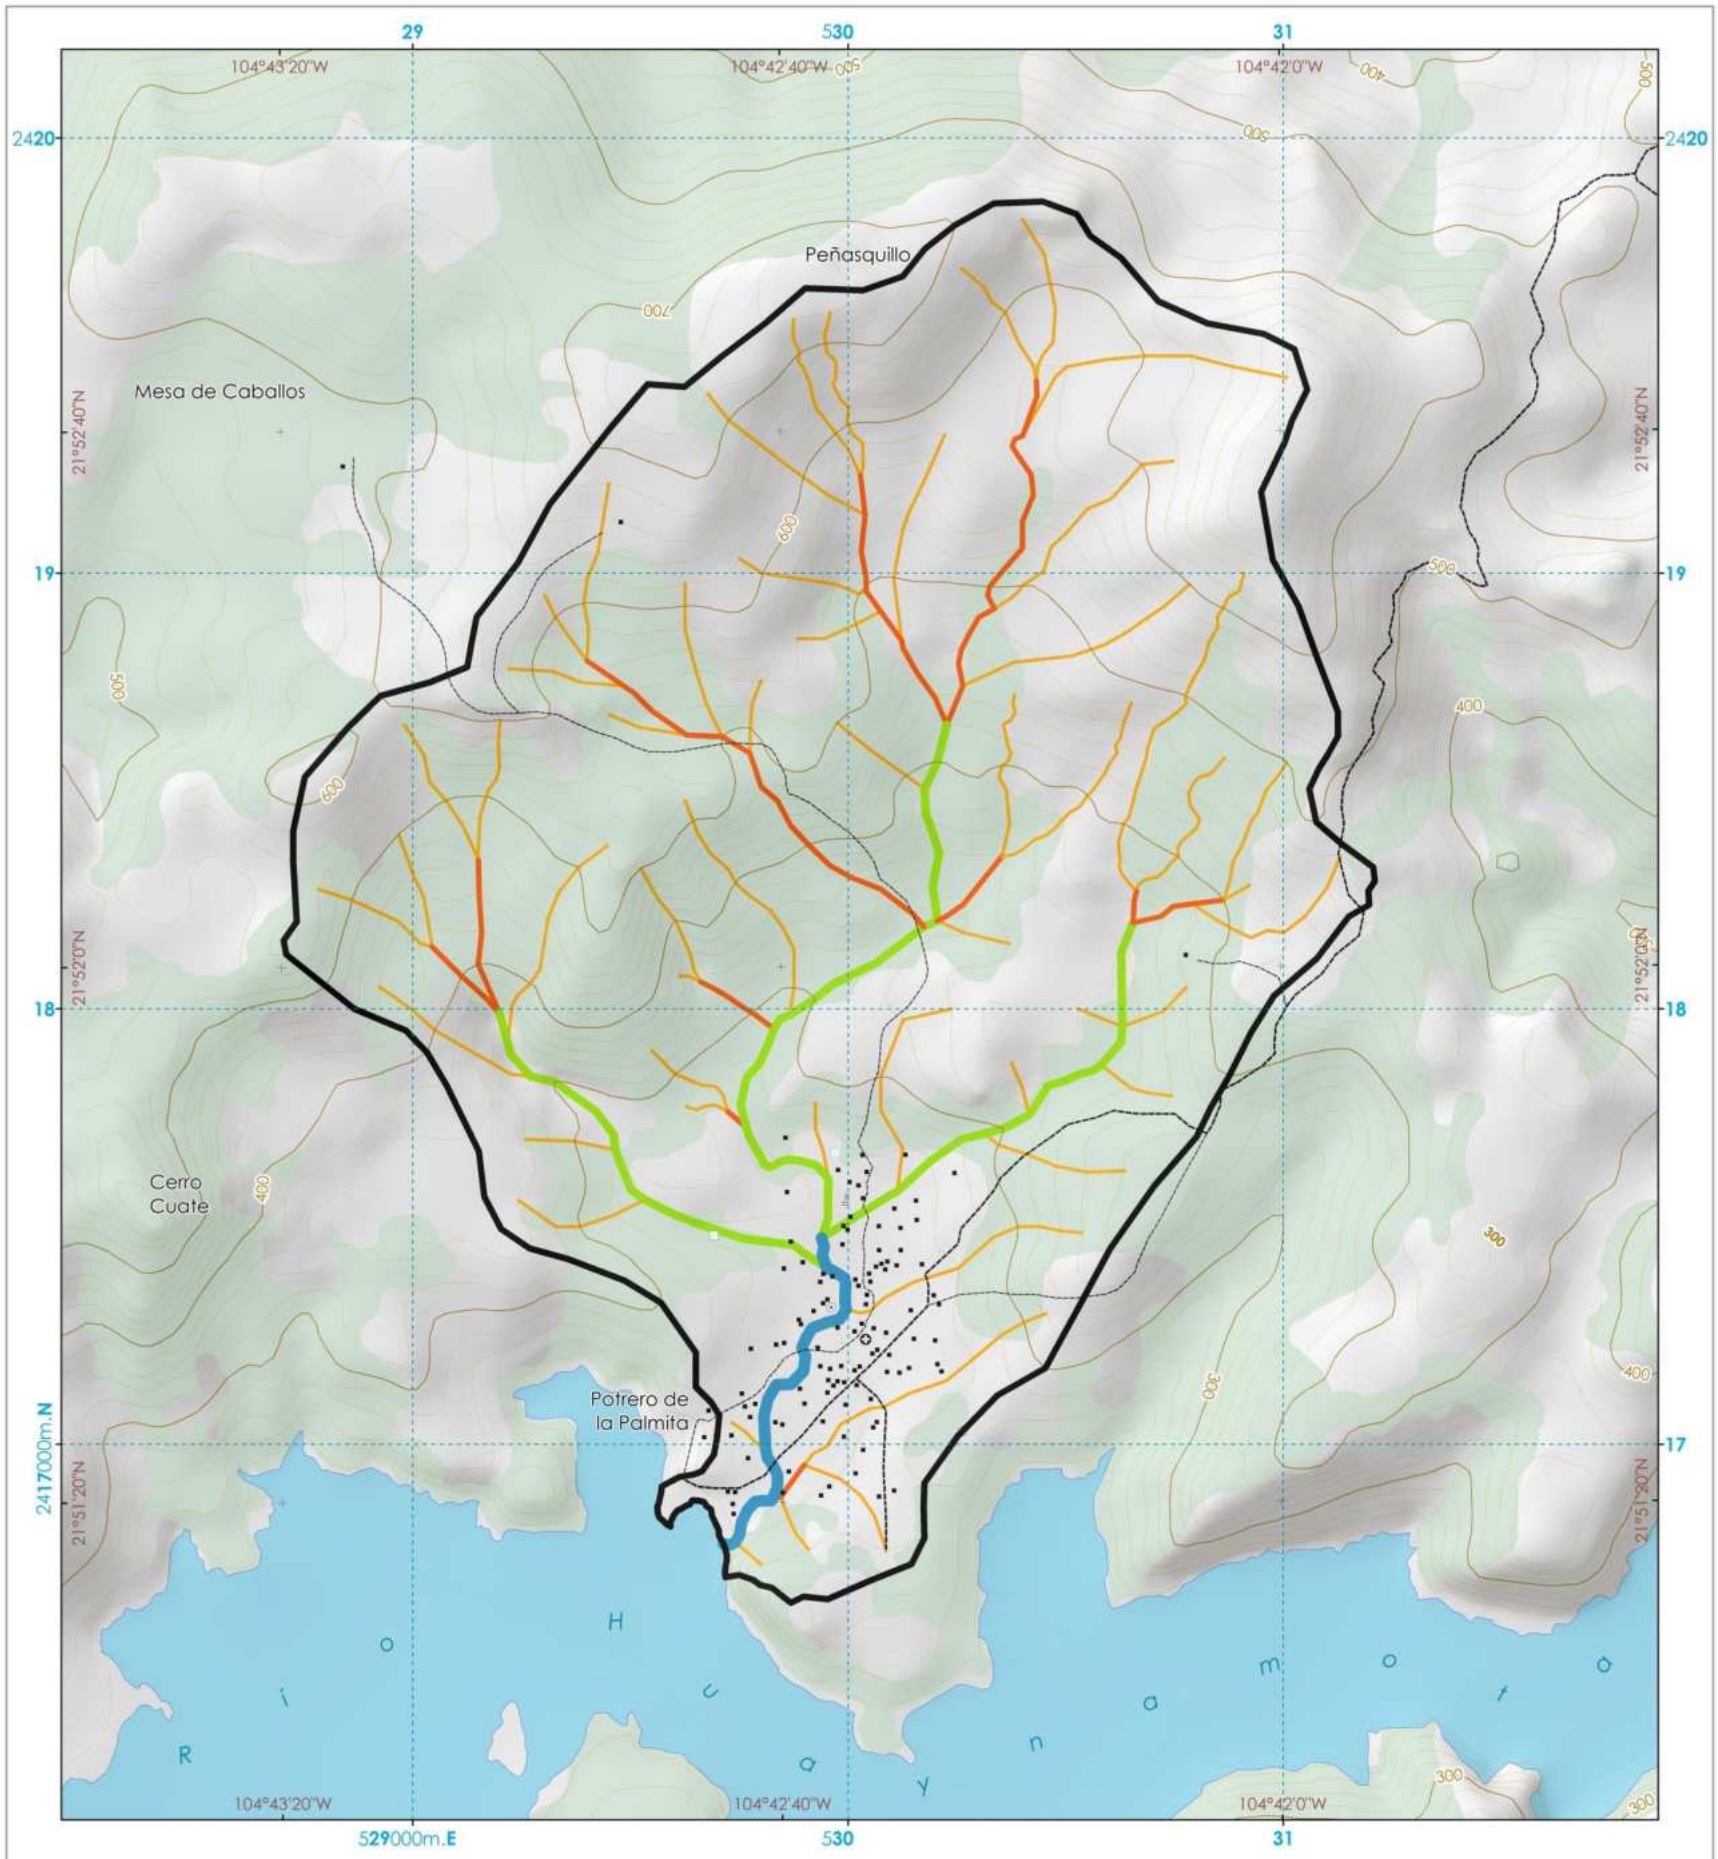 29
530
31
104°43'20"W
104°42'40"W
500
104°42'0"W
400
500
2420
500
2420
Peñasquillo
700
Mesa de Caballos
21°52'40"N
21°52'40"N
600
19
500
19
500
400
600
21°52'0"N
21°52'0"N
18
18
Cerro
Cuate
400
300
400
300
Potrero de
la Palmita
2417000m.N
17
21°51'20"N
21°51'20"N
Río Huaynamota
300
300
104°43'20"W
104°42'40"W
104°42'0"W
529000m.E
530
31